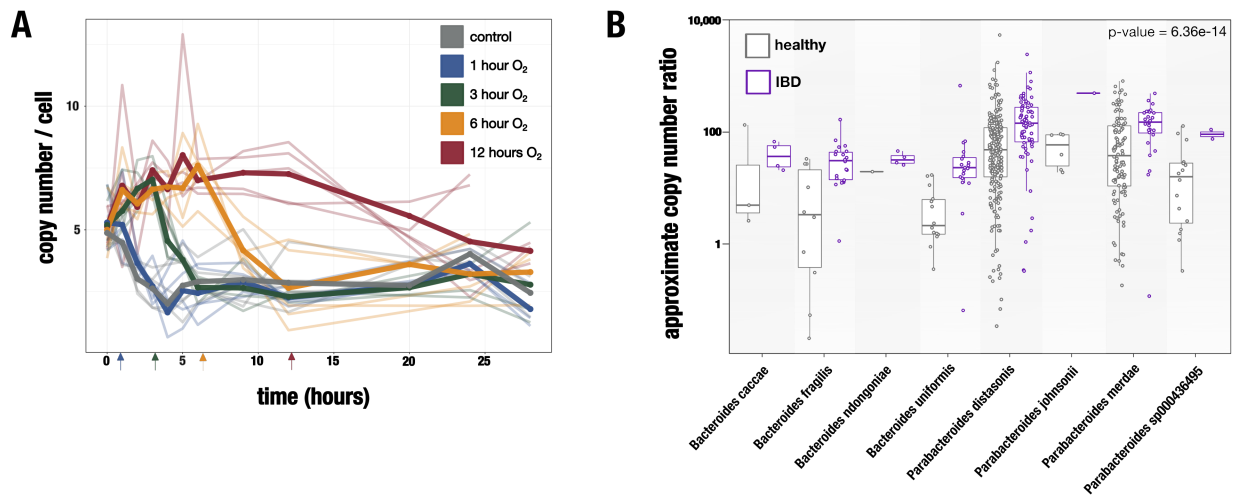 A
copy number / cell
10
5
0
5
10
15
20
25
time (hours)
control
1 hour O₂
3 hour O₂
6 hour O₂
12 hours O₂
B
approximate copy number ratio
10,000
100
1
healthy
IBD
p-value = 6.36e-14
Bacteroides caccae
Bacteroides fragilis
Bacteroides ndongoniae
Bacteroides uniformis
Parabacteroides distasonis
Parabacteroides johnsonii
Parabacteroides merdae
Parabacteroides sp000436495